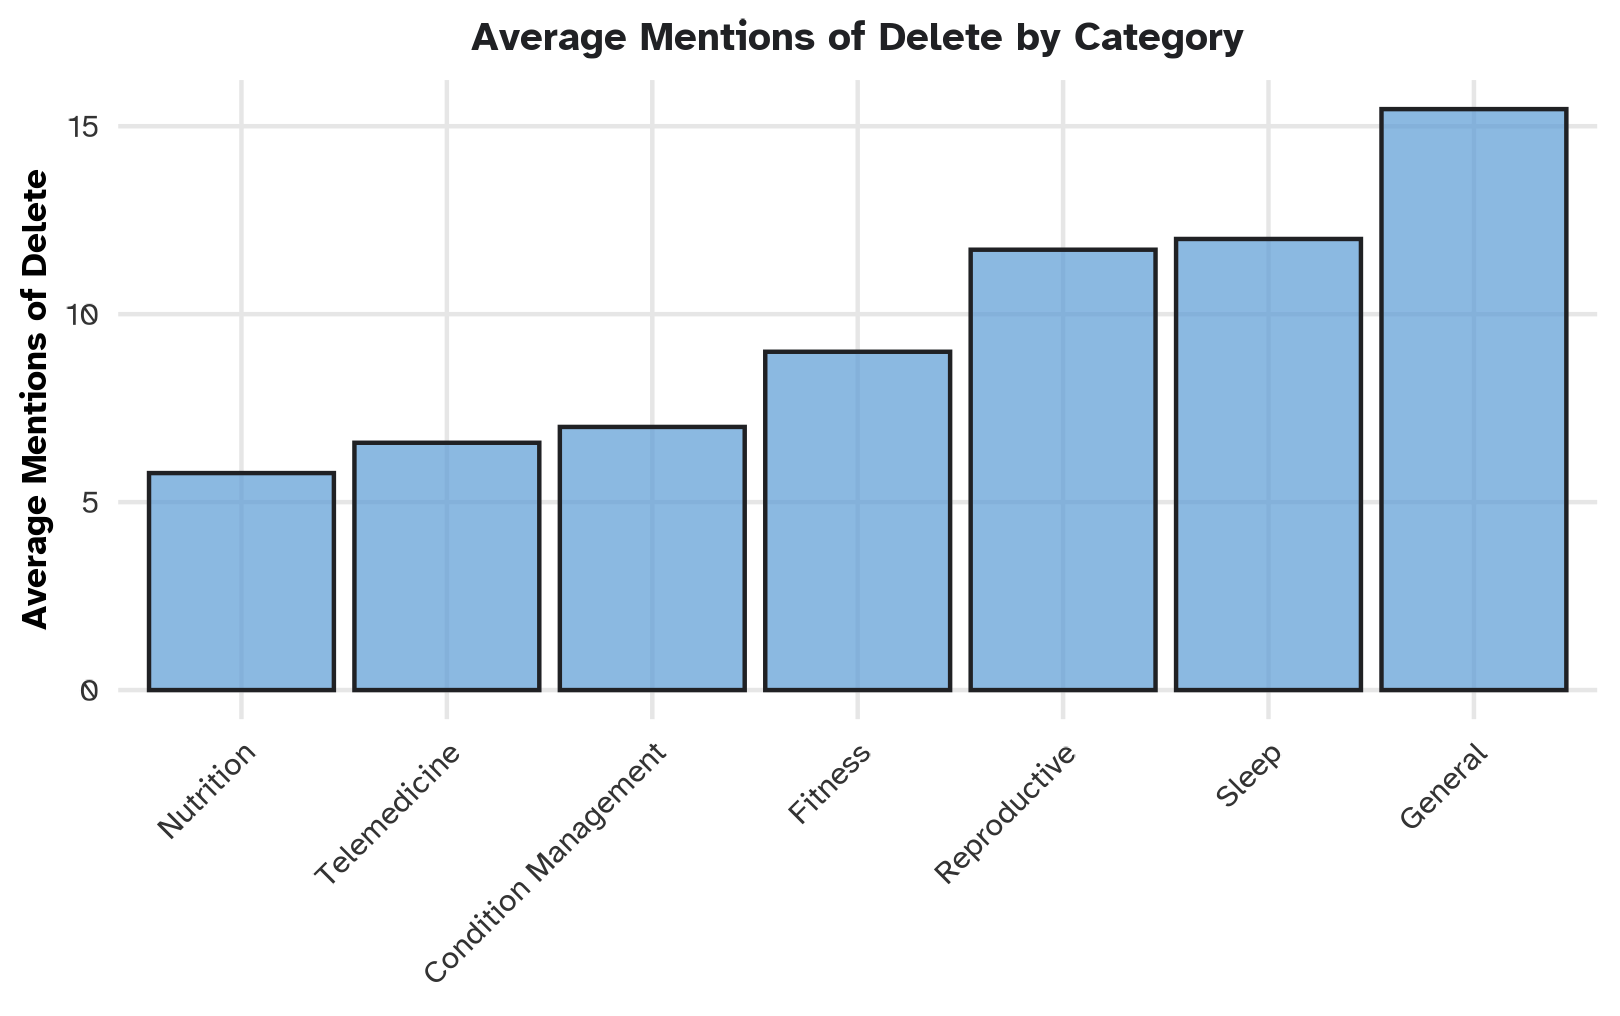 Average Mentions of Delete by Category
Average Mentions of Delete
15
10
5
0
Nutrition
Telemedicine
Condition Management
Fitness
Reproductive
Sleep
General